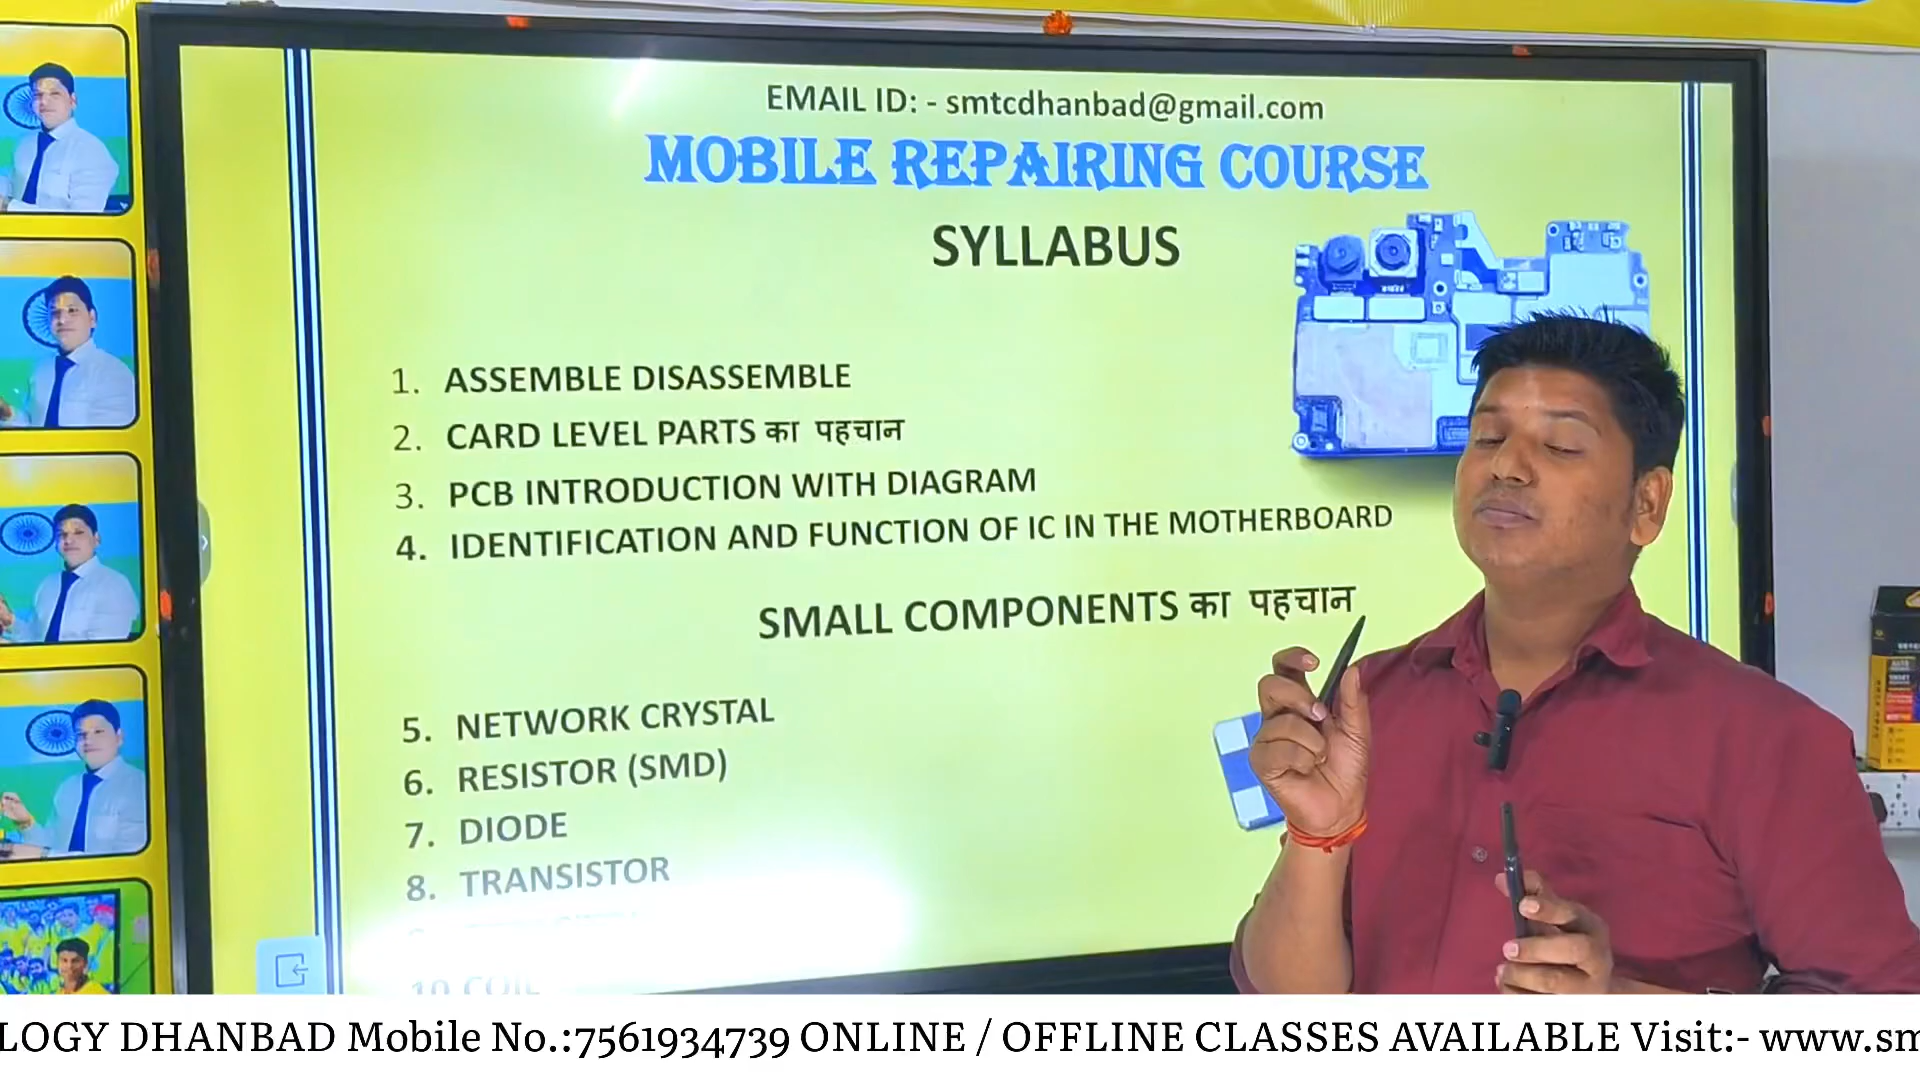 EMAIL ID: - smtcdhanbad@gmail.com
MOBILE REPAIRING COURSE
SYLLABUS
1. ASSEMBLE DISASSEMBLE
2. CARD LEVEL PARTS का पहचान
3. PCB INTRODUCTION WITH DIAGRAM
4. IDENTIFICATION AND FUNCTION OF IC IN THE MOTHERBOARD
SMALL COMPONENTS का पहचान
5. NETWORK CRYSTAL
6. RESISTOR (SMD)
7. DIODE
8. TRANSISTOR
10 COIL
LOGY DHANBAD Mobile No.:7561934739 ONLINE / OFFLINE CLASSES AVAILABLE Visit:- www.sm